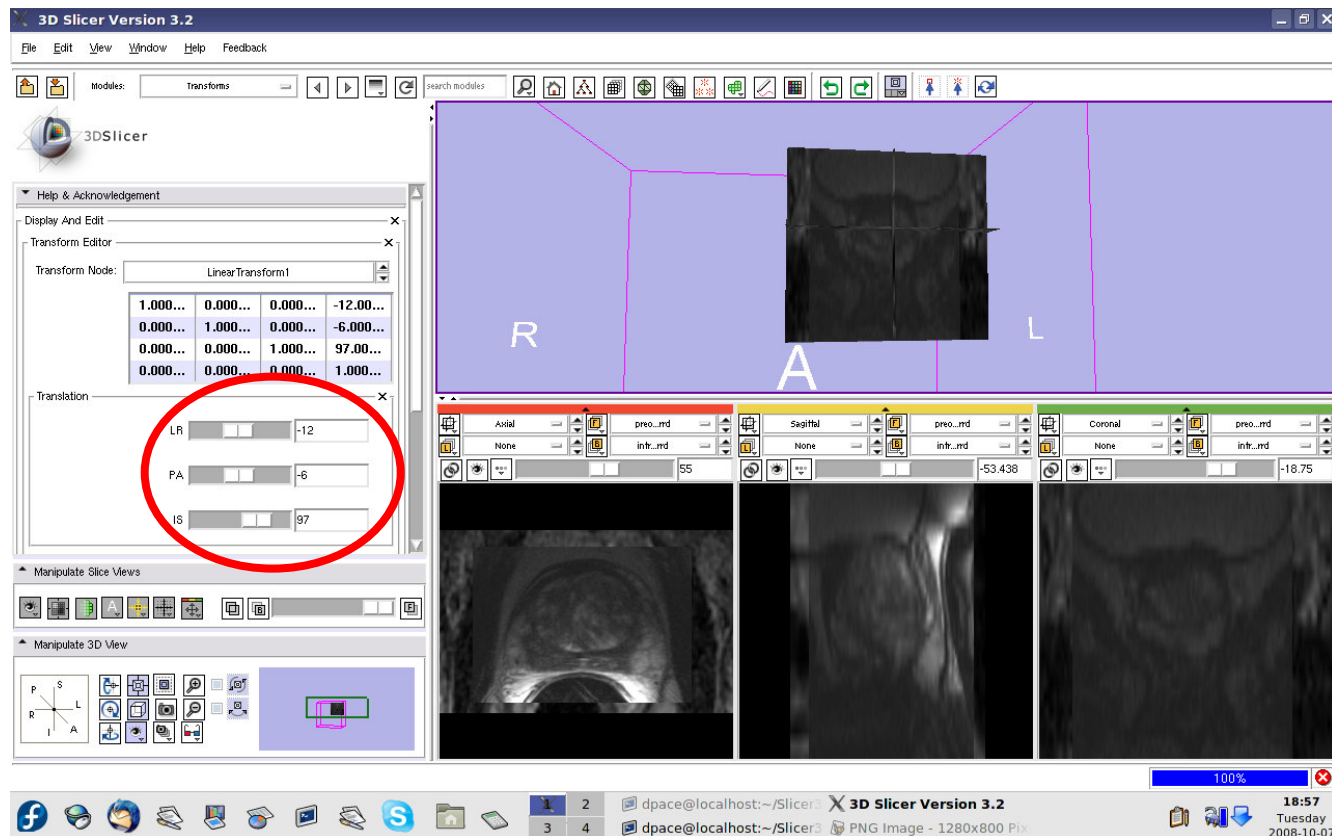 3D Slicer Version 3.2
File Edit View Window Help Feedback
Modules: Transforms search modules
3DSlicer
Help & Acknowledgement
Display And Edit
Transform Editor
Transform Node: LinearTransform1
1.000... 0.000... 0.000... -12.00...
0.000... 1.000... 0.000... -6.000...
0.000... 0.000... 1.000... 97.00...
0.000... 0.000... 0.000... 1.000...
Translation
LR -12
PA -6
IS 97
Manipulate Slice Views
Manipulate 3D View
P S
R L
I A
R L
A
Axial preo...rrd
None intr...rrd
55
Sagittal preo...rrd
None intr...rrd
-53.438
Coronal preo...rrd
None intr...rrd
-18.75
100%
1 2
3 4
dpace@localhost:~/Slicer3
3D Slicer Version 3.2
dpace@localhost:~/Slicer3
PNG Image - 1280x800 Pix
18:57
Tuesday